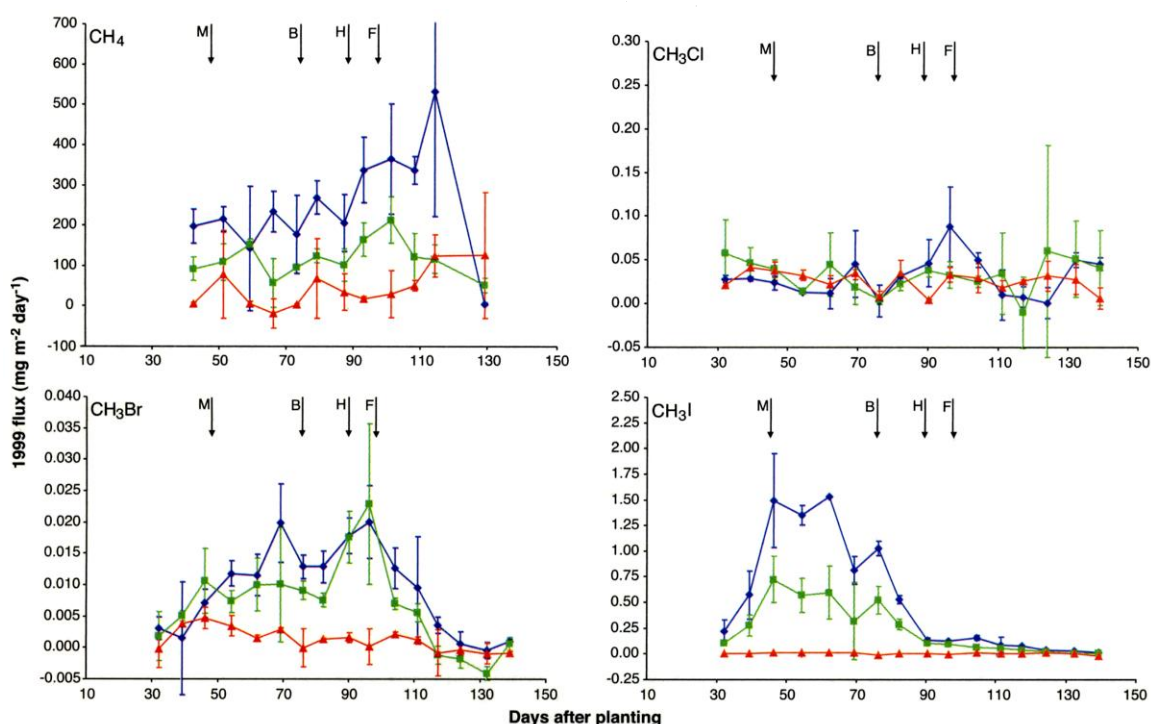 CH₄
M B H F
700
600
500
400
300
200
100
0
-100
10 30 50 70 90 110 130 150
CH₃Cl
M B H F
0.30
0.25
0.20
0.15
0.10
0.05
0.00
-0.05
10 30 50 70 90 110 130 150
CH₃Br
M B H F
0.040
0.035
0.030
0.025
0.020
0.015
0.010
0.005
0.000
-0.005
10 30 50 70 90 110 130 150
CH₃I
M B H F
2.50
2.25
2.00
1.75
1.50
1.25
1.00
0.75
0.50
0.25
0.00
-0.25
10 30 50 70 90 110 130 150
1999 flux (mg m⁻² day⁻¹)
Days after planting